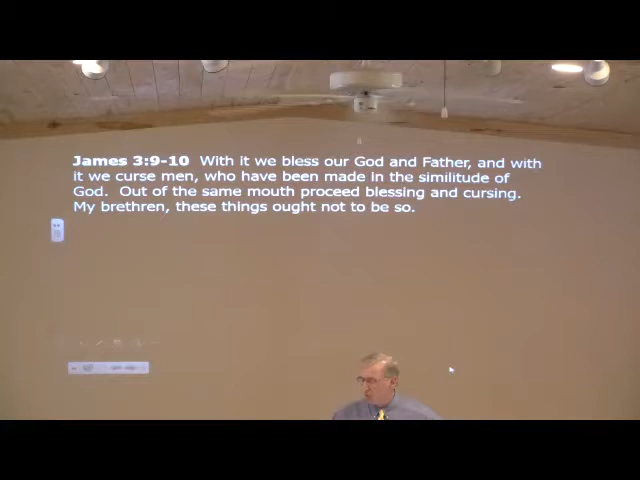 James 3:9-10 With it we bless our God and Father, and with
it we curse men, who have been made in the similitude of
God. Out of the same mouth proceed blessing and cursing.
My brethren, these things ought not to be so.